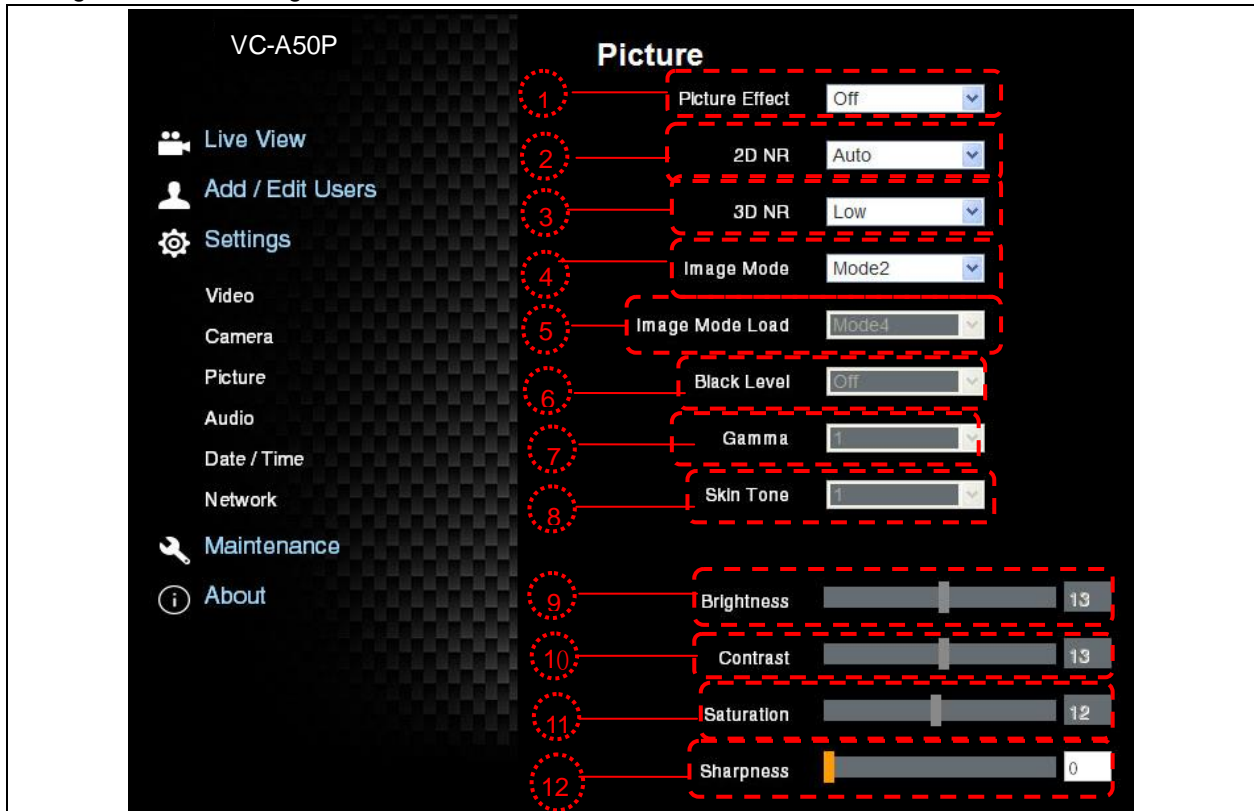 VC-A50P
Picture
1 Picture Effect Off
2 2D NR Auto
3 3D NR Low
4 Image Mode Mode2
5 Image Mode Load Mode4
6 Black Level Off
7 Gamma 1
8 Skin Tone 1
9 Brightness 13
10 Contrast 13
11 Saturation 12
12 Sharpness 0
Live View
Add / Edit Users
Settings
Video
Camera
Picture
Audio
Date / Time
Network
Maintenance
About